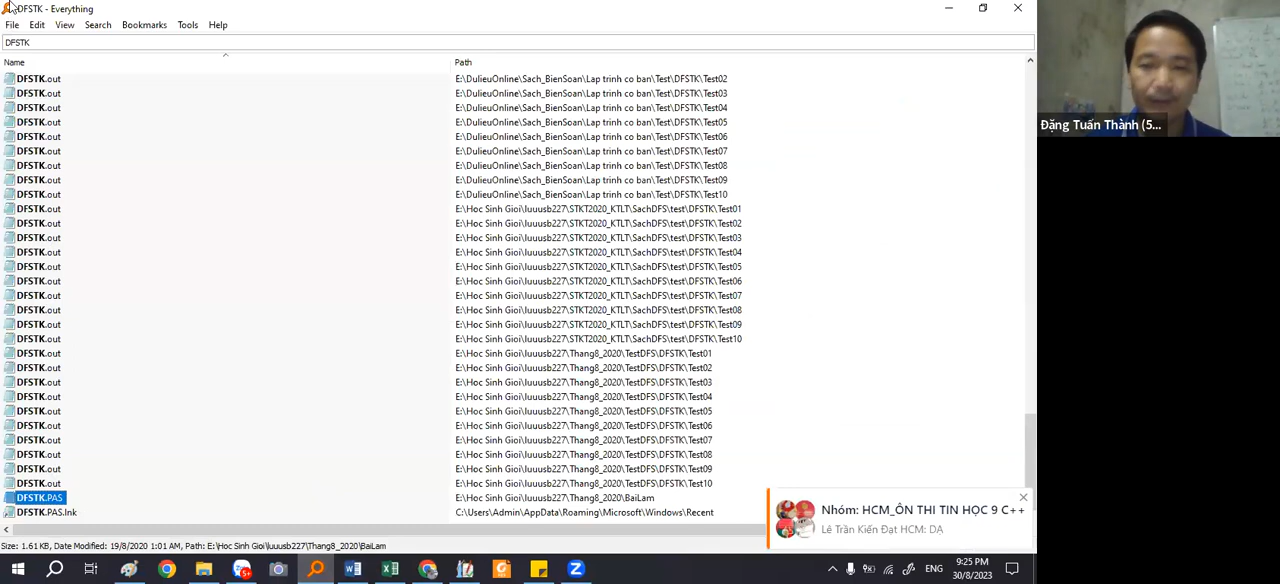 DFSTK - Everything
File Edit View Search Bookmarks Tools Help
DFSTK
Name Path
DFSTK.out E:\DulieuOnline\Sach_BienSoan\Lap trinh co ban\Test\DFSTK\Test02
DFSTK.out E:\DulieuOnline\Sach_BienSoan\Lap trinh co ban\Test\DFSTK\Test03
DFSTK.out E:\DulieuOnline\Sach_BienSoan\Lap trinh co ban\Test\DFSTK\Test04
DFSTK.out E:\DulieuOnline\Sach_BienSoan\Lap trinh co ban\Test\DFSTK\Test05
DFSTK.out E:\DulieuOnline\Sach_BienSoan\Lap trinh co ban\Test\DFSTK\Test06
DFSTK.out E:\DulieuOnline\Sach_BienSoan\Lap trinh co ban\Test\DFSTK\Test07
DFSTK.out E:\DulieuOnline\Sach_BienSoan\Lap trinh co ban\Test\DFSTK\Test08
DFSTK.out E:\DulieuOnline\Sach_BienSoan\Lap trinh co ban\Test\DFSTK\Test09
DFSTK.out E:\DulieuOnline\Sach_BienSoan\Lap trinh co ban\Test\DFSTK\Test10
DFSTK.out E:\Hoc Sinh Gioi\luuusb227\STKT2020_KTLT\SachDFS\test\DFSTK\Test01
DFSTK.out E:\Hoc Sinh Gioi\luuusb227\STKT2020_KTLT\SachDFS\test\DFSTK\Test02
DFSTK.out E:\Hoc Sinh Gioi\luuusb227\STKT2020_KTLT\SachDFS\test\DFSTK\Test03
DFSTK.out E:\Hoc Sinh Gioi\luuusb227\STKT2020_KTLT\SachDFS\test\DFSTK\Test04
DFSTK.out E:\Hoc Sinh Gioi\luuusb227\STKT2020_KTLT\SachDFS\test\DFSTK\Test05
DFSTK.out E:\Hoc Sinh Gioi\luuusb227\STKT2020_KTLT\SachDFS\test\DFSTK\Test06
DFSTK.out E:\Hoc Sinh Gioi\luuusb227\STKT2020_KTLT\SachDFS\test\DFSTK\Test07
DFSTK.out E:\Hoc Sinh Gioi\luuusb227\STKT2020_KTLT\SachDFS\test\DFSTK\Test08
DFSTK.out E:\Hoc Sinh Gioi\luuusb227\STKT2020_KTLT\SachDFS\test\DFSTK\Test09
DFSTK.out E:\Hoc Sinh Gioi\luuusb227\STKT2020_KTLT\SachDFS\test\DFSTK\Test10
DFSTK.out E:\Hoc Sinh Gioi\luuusb227\Thang8_2020\TestDFS\DFSTK\Test01
DFSTK.out E:\Hoc Sinh Gioi\luuusb227\Thang8_2020\TestDFS\DFSTK\Test02
DFSTK.out E:\Hoc Sinh Gioi\luuusb227\Thang8_2020\TestDFS\DFSTK\Test03
DFSTK.out E:\Hoc Sinh Gioi\luuusb227\Thang8_2020\TestDFS\DFSTK\Test04
DFSTK.out E:\Hoc Sinh Gioi\luuusb227\Thang8_2020\TestDFS\DFSTK\Test05
DFSTK.out E:\Hoc Sinh Gioi\luuusb227\Thang8_2020\TestDFS\DFSTK\Test06
DFSTK.out E:\Hoc Sinh Gioi\luuusb227\Thang8_2020\TestDFS\DFSTK\Test07
DFSTK.out E:\Hoc Sinh Gioi\luuusb227\Thang8_2020\TestDFS\DFSTK\Test08
DFSTK.out E:\Hoc Sinh Gioi\luuusb227\Thang8_2020\TestDFS\DFSTK\Test09
DFSTK.out E:\Hoc Sinh Gioi\luuusb227\Thang8_2020\TestDFS\DFSTK\Test10
DFSTK.PAS E:\Hoc Sinh Gioi\luuusb227\Thang8_2020\BaiLam
DFSTK.PAS.lnk C:\Users\Admin\AppData\Roaming\Microsoft\Windows\Recent
Size: 1.61 KB, Date Modified: 19/8/2020 1:01 AM, Path: E:\Hoc Sinh Gioi\luuusb227\Thang8_2020\BaiLam
Đặng Tuấn Thành (5...
Nhóm: HCM_ÔN THI TIN HỌC 9 C++
Lê Trần Kiến Đạt HCM: DẠ
ENG
9:25 PM
30/8/2023